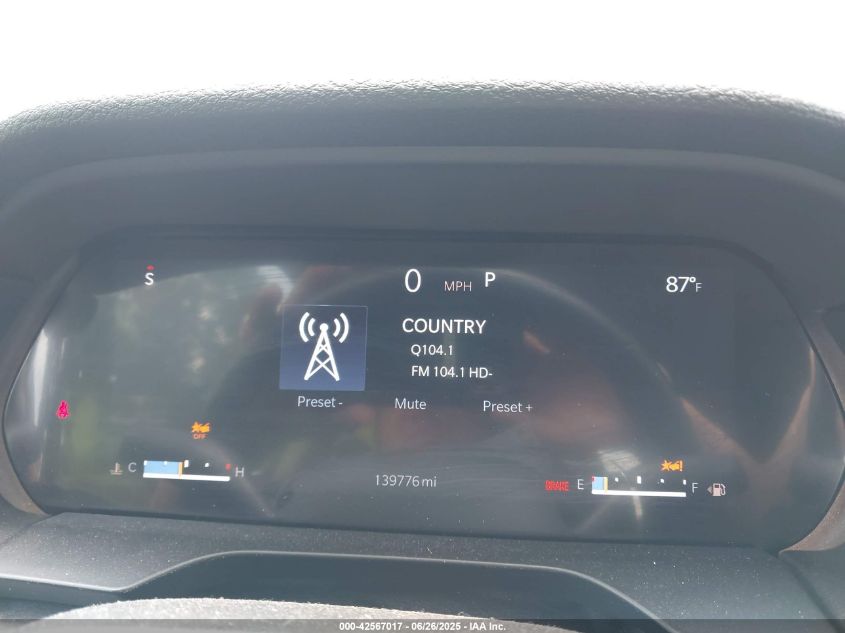 S
0 MPH P
87°F
COUNTRY
Q104.1
FM 104.1 HD-
Preset - Mute Preset +
OFF
C H
139776 mi
BRAKE E F
000-42567017 - 06/26/2025 - IAA Inc.